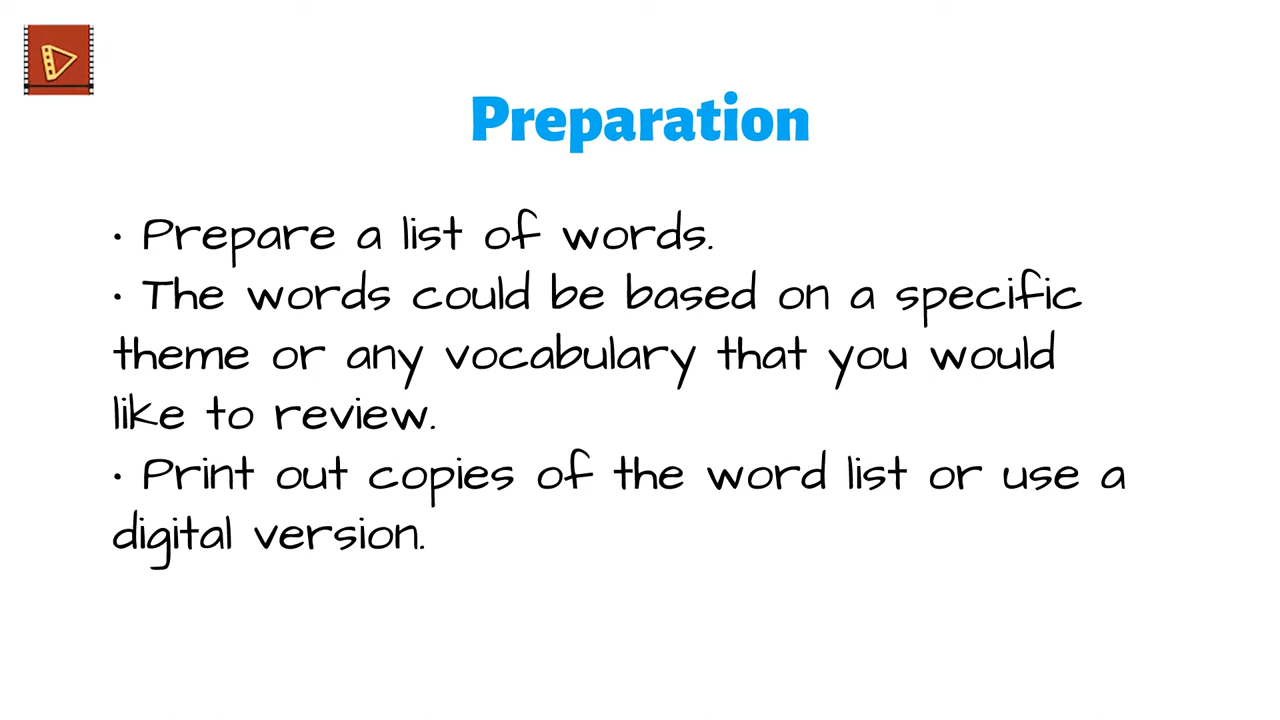 Preparation
• Prepare a list of words.
• The words could be based on a specific
theme or any vocabulary that you would
like to review.
• Print out copies of the word list or use a
digital version.